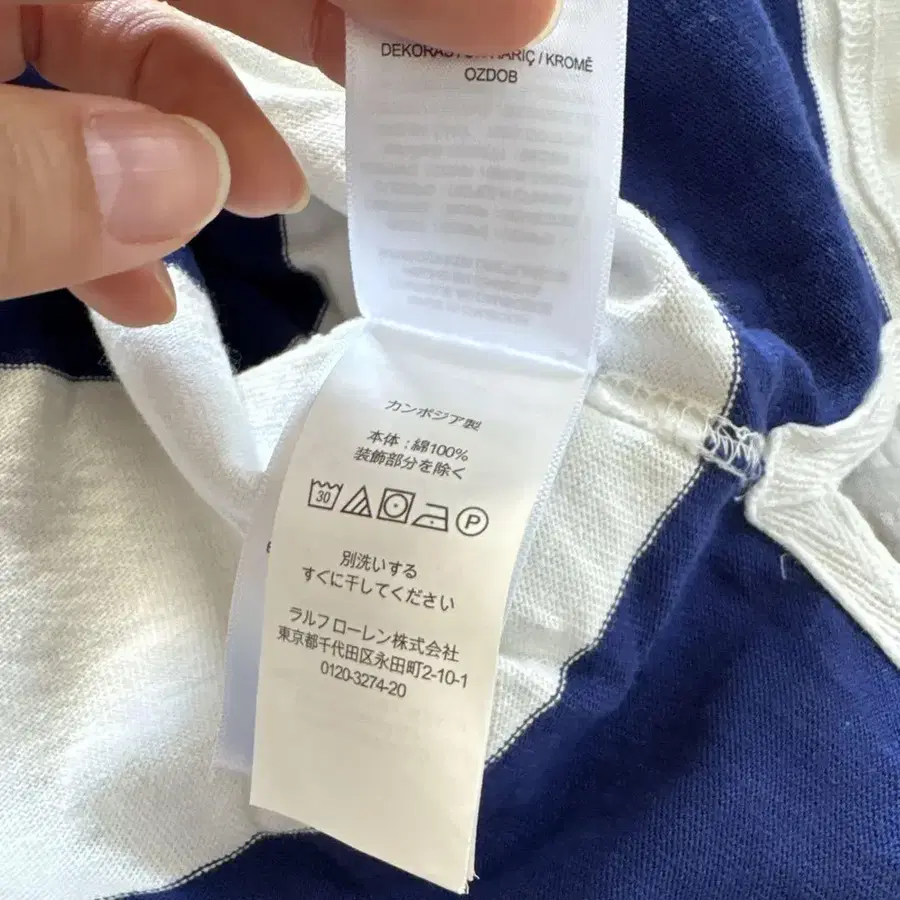 DEKORASYON HARİÇ / KROMĚ
OZDOB
カンボジア製
本体 : 綿100%
装飾部分を除く
30 P
別洗いする
すぐに干してください
ラルフ ローレン株式会社
東京都千代田区永田町2-10-1
0120-3274-20